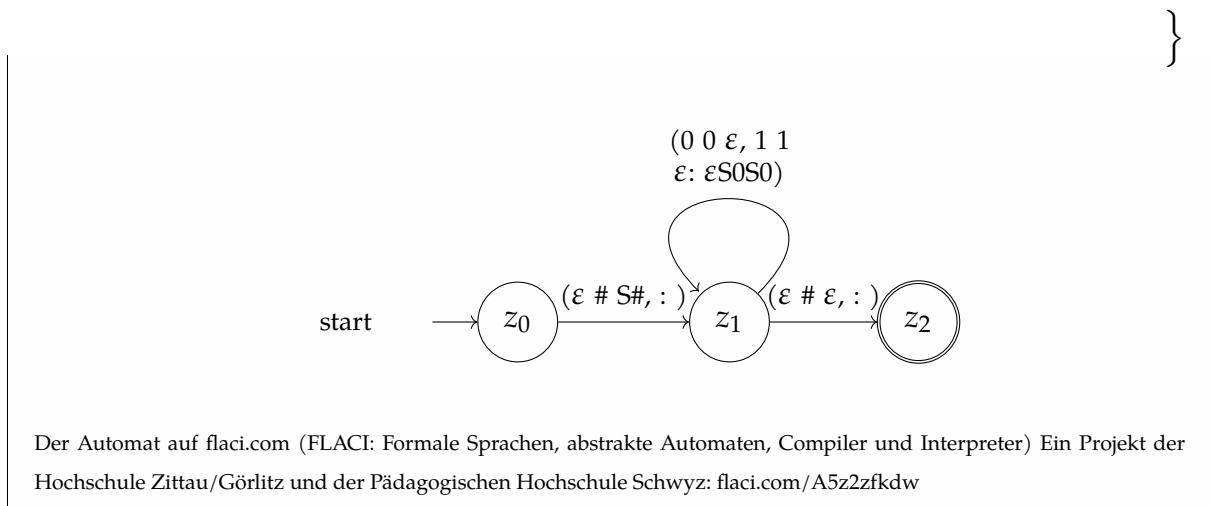 }
(0 0 ε, 1 1
ε: εS0S0)
(ε # S#, : )
(ε # ε, : )
start
z0
z1
z2
Der Automat auf flaci.com (FLACI: Formale Sprachen, abstrakte Automaten, Compiler und Interpreter) Ein Projekt der
Hochschule Zittau/Görlitz und der Pädagogischen Hochschule Schwyz: flaci.com/A5z2zfkdw